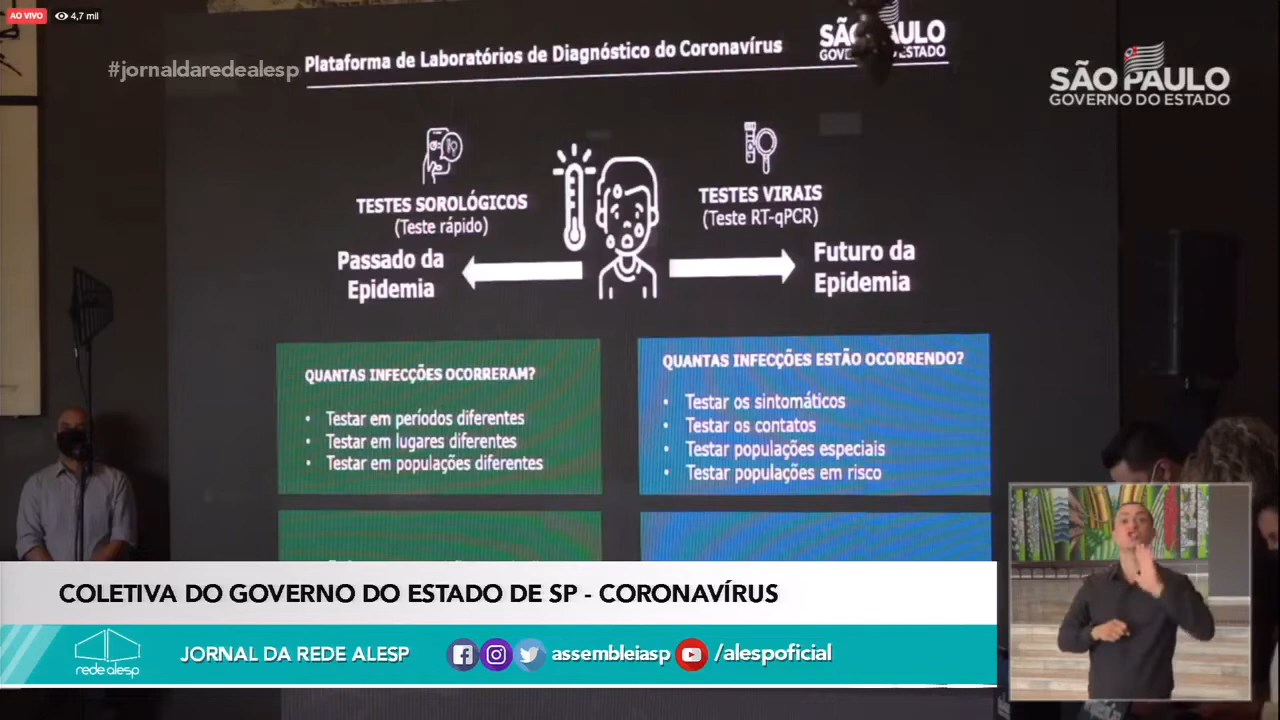 AO VIVO
4,7 mil
#jornaldaredealesp
Plataforma de Laboratórios de Diagnóstico do Coronavírus
SÃO PAULO
GOVERNO DO ESTADO
SÃO PAULO
GOVERNO DO ESTADO
TESTES SOROLÓGICOS
(Teste rápido)
Passado da
Epidemia
TESTES VIRAIS
(Teste RT-qPCR)
Futuro da
Epidemia
QUANTAS INFECÇÕES OCORRERAM?
• Testar em períodos diferentes
• Testar em lugares diferentes
• Testar em populações diferentes
QUANTAS INFECÇÕES ESTÃO OCORRENDO?
• Testar os sintomáticos
• Testar os contatos
• Testar populações especiais
• Testar populações em risco
COLETIVA DO GOVERNO DO ESTADO DE SP - CORONAVÍRUS
rede alesp
JORNAL DA REDE ALESP
assembleiasp
/alespoficial